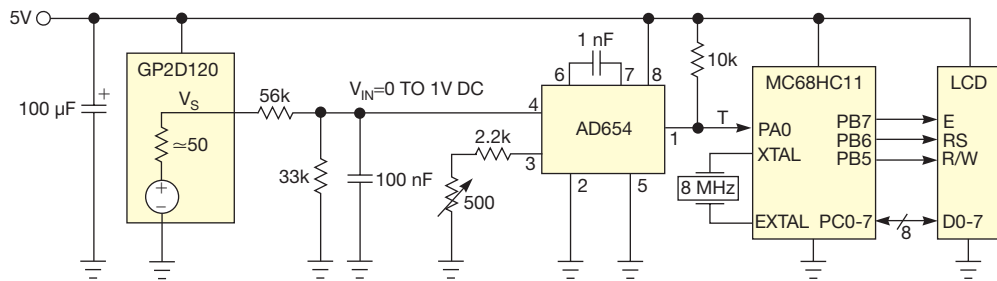 5V
GP2D120
V_S
≃50
+
−
100 µF
+
56k
V_IN=0 TO 1V DC
33k
100 nF
2.2k
500
1 nF
6
7
8
4
3
AD654
1
2
5
10k
T
MC68HC11
PA0
XTAL
EXTAL
PB7
PB6
PB5
PC0-7
8 MHz
8
LCD
E
RS
R/W
D0-7